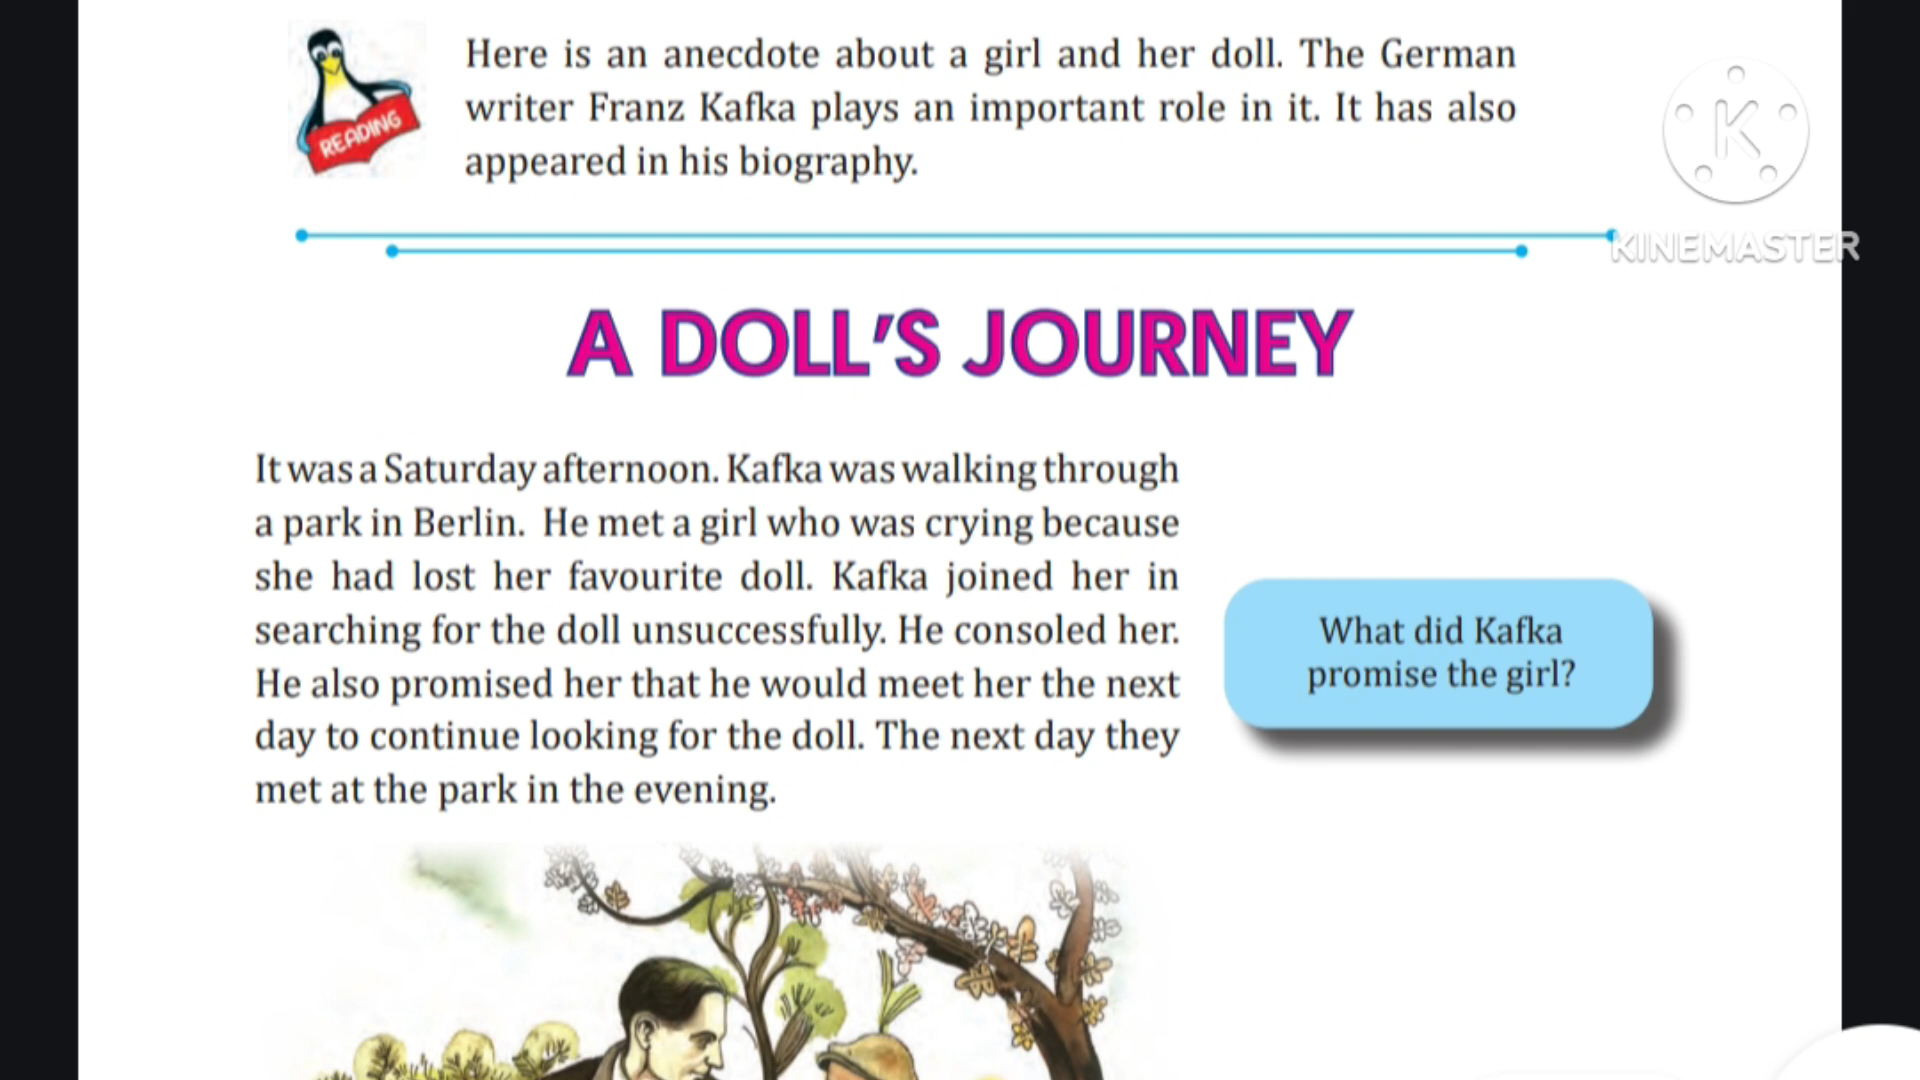 READING
Here is an anecdote about a girl and her doll. The German
writer Franz Kafka plays an important role in it. It has also
appeared in his biography.
K
KINEMASTER
A DOLL'S JOURNEY
It was a Saturday afternoon. Kafka was walking through
a park in Berlin. He met a girl who was crying because
she had lost her favourite doll. Kafka joined her in
searching for the doll unsuccessfully. He consoled her.
He also promised her that he would meet her the next
day to continue looking for the doll. The next day they
met at the park in the evening.
What did Kafka
promise the girl?